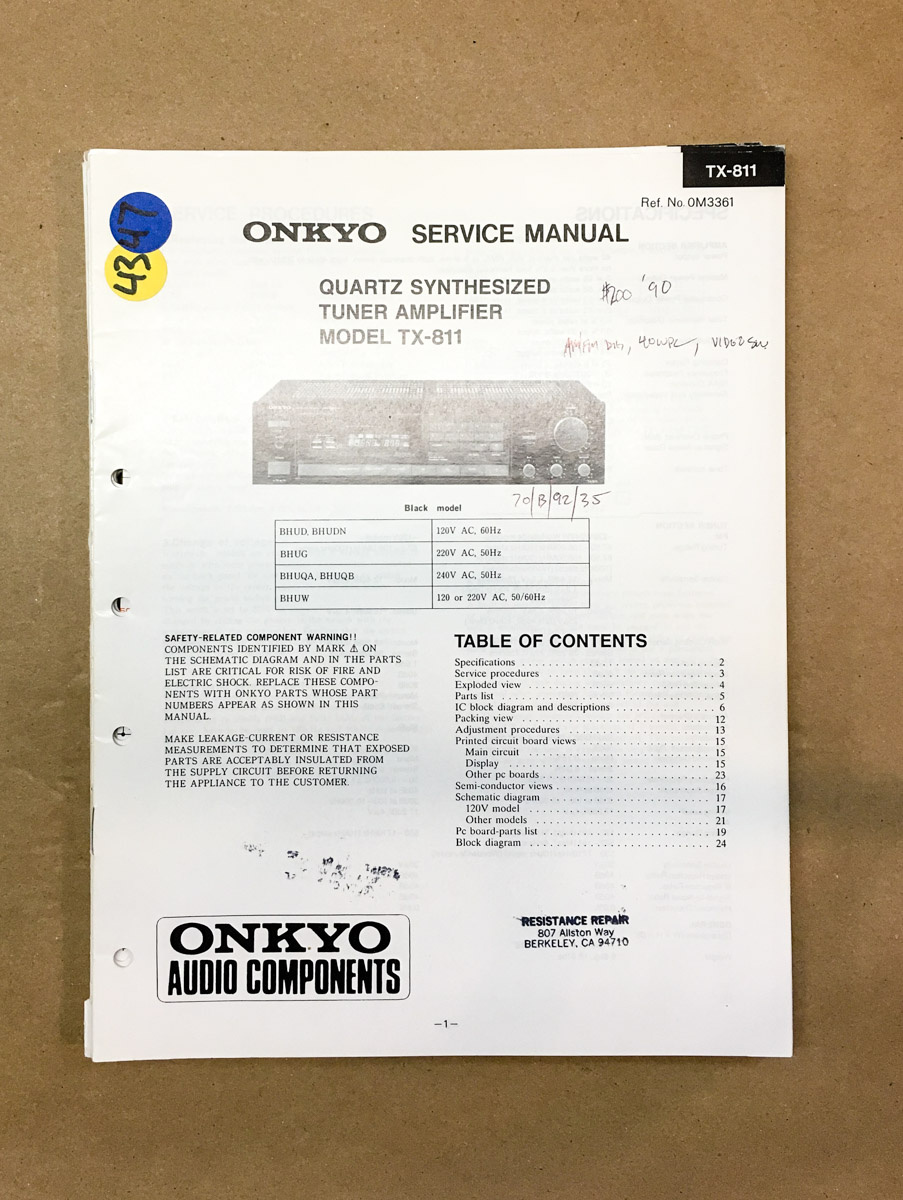 TX-811
Ref. No. OM3361
4347
ONKYO SERVICE MANUAL
QUARTZ SYNTHESIZED
TUNER AMPLIFIER
MODEL TX-811
$200 '90
AM/FM DIG, 40WPC, VIDEO SW
ONKYO
70/B/92/35
Black model
BHUD, BHUDN 120V AC, 60Hz
BHUG 220V AC, 50Hz
BHUQA, BHUQB 240V AC, 50Hz
BHUW 120 or 220V AC, 50/60Hz
SAFETY-RELATED COMPONENT WARNING!!
COMPONENTS IDENTIFIED BY MARK ⚠ ON
THE SCHEMATIC DIAGRAM AND IN THE PARTS
LIST ARE CRITICAL FOR RISK OF FIRE AND
ELECTRIC SHOCK. REPLACE THESE COMPO-
NENTS WITH ONKYO PARTS WHOSE PART
NUMBERS APPEAR AS SHOWN IN THIS
MANUAL.
MAKE LEAKAGE-CURRENT OR RESISTANCE
MEASUREMENTS TO DETERMINE THAT EXPOSED
PARTS ARE ACCEPTABLY INSULATED FROM
THE SUPPLY CIRCUIT BEFORE RETURNING
THE APPLIANCE TO THE CUSTOMER.
TABLE OF CONTENTS
Specifications . . . . . . . . . . 2
Service procedures . . . . . . . . . . 3
Exploded view . . . . . . . . . . 4
Parts list . . . . . . . . . . 5
IC block diagram and descriptions . . . . . . . . . . 6
Packing view . . . . . . . . . . 12
Adjustment procedures . . . . . . . . . . 13
Printed circuit board views . . . . . . . . . . 15
Main circuit . . . . . . . . . . 15
Display . . . . . . . . . . 15
Other pc boards . . . . . . . . . . 23
Semi-conductor views . . . . . . . . . . 16
Schematic diagram . . . . . . . . . . 17
120V model . . . . . . . . . . 17
Other models . . . . . . . . . . 21
Pc board-parts list . . . . . . . . . . 19
Block diagram . . . . . . . . . . 24
ONKYO
AUDIO COMPONENTS
RESISTANCE REPAIR
807 Allston Way
BERKELEY, CA 94710
—1—